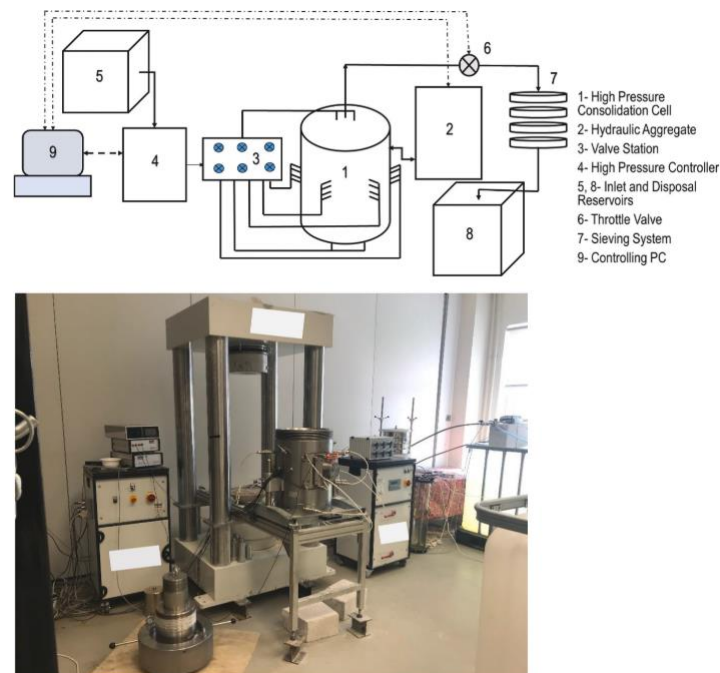 6
5
7
1- High Pressure
Consolidation Cell
2- Hydraulic Aggregate
3- Valve Station
4- High Pressure Controller
5, 8- Inlet and Disposal
Reservoirs
6- Throttle Valve
7- Sieving System
9- Controlling PC
9
4
3
1
2
8